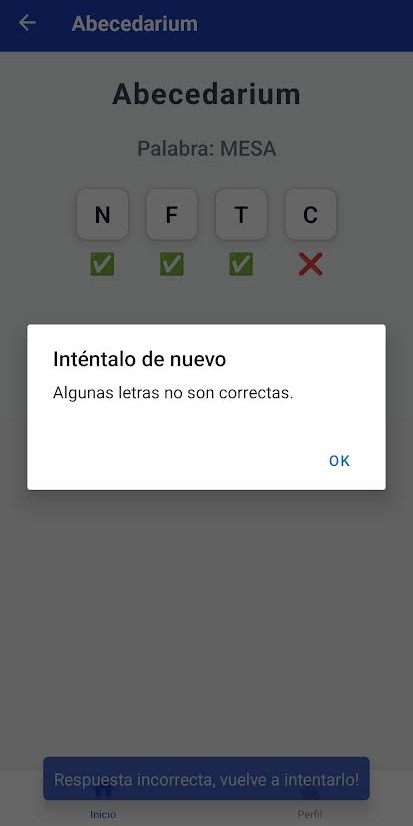 Abecedarium
Abecedarium
Palabra: MESA
N F T C
Inténtalo de nuevo
Algunas letras no son correctas.
OK
Respuesta incorrecta, vuelve a intentarlo!
Inicio Perfil